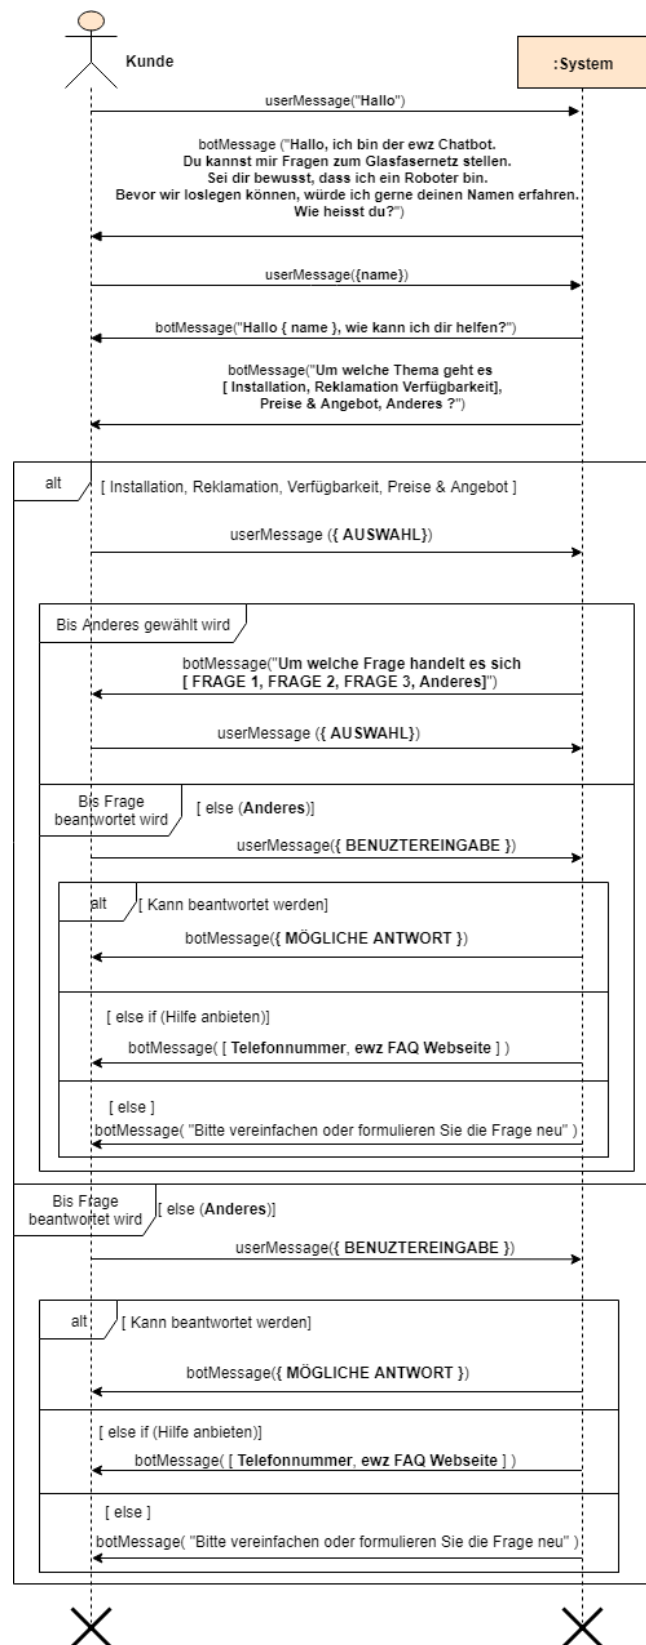 Kunde
:System
userMessage("Hallo")
botMessage ("Hallo, ich bin der ewz Chatbot.
Du kannst mir Fragen zum Glasfasernetz stellen.
Sei dir bewusst, dass ich ein Roboter bin.
Bevor wir loslegen können, würde ich gerne deinen Namen erfahren.
Wie heisst du?")
userMessage({name})
botMessage("Hallo { name }, wie kann ich dir helfen?")
botMessage("Um welche Thema geht es
[ Installation, Reklamation Verfügbarkeit],
Preise & Angebot, Anderes ?")
alt
[ Installation, Reklamation, Verfügbarkeit, Preise & Angebot ]
userMessage ({ AUSWAHL})
Bis Anderes gewählt wird
botMessage("Um welche Frage handelt es sich
[ FRAGE 1, FRAGE 2, FRAGE 3, Anderes]")
userMessage ({ AUSWAHL})
Bis Frage
beantwortet wird
[ else (Anderes)]
userMessage({ BENUZTEREINGABE })
alt
[ Kann beantwortet werden]
botMessage({ MÖGLICHE ANTWORT })
[ else if (Hilfe anbieten)]
botMessage( [ Telefonnummer, ewz FAQ Webseite ] )
[ else ]
botMessage( "Bitte vereinfachen oder formulieren Sie die Frage neu" )
Bis Frage
beantwortet wird
[ else (Anderes)]
userMessage({ BENUZTEREINGABE })
alt
[ Kann beantwortet werden]
botMessage({ MÖGLICHE ANTWORT })
[ else if (Hilfe anbieten)]
botMessage( [ Telefonnummer, ewz FAQ Webseite ] )
[ else ]
botMessage( "Bitte vereinfachen oder formulieren Sie die Frage neu" )